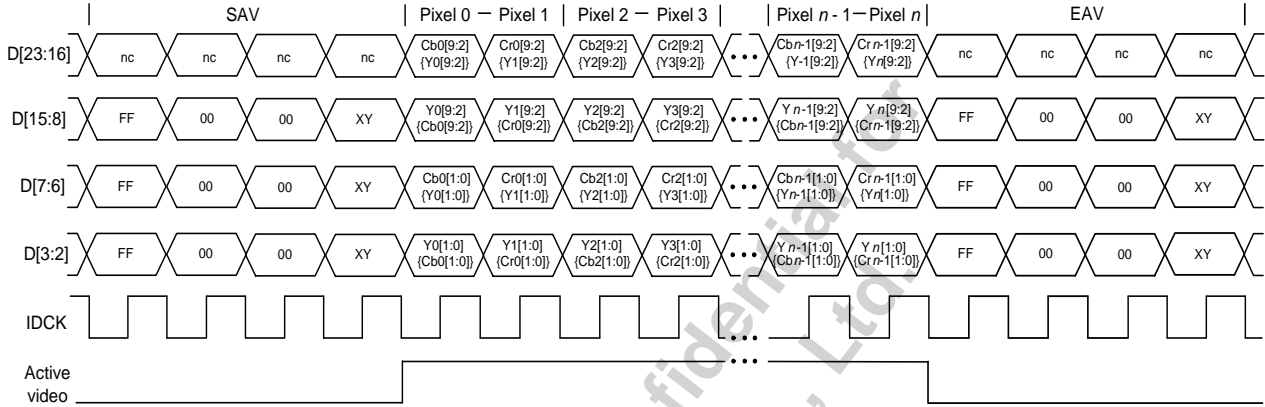 SAV Pixel 0 — Pixel 1 Pixel 2 — Pixel 3 Pixel n - 1 — Pixel n EAV
D[23:16] nc nc nc nc Cb0[9:2] Cr0[9:2] Cb2[9:2] Cr2[9:2] ••• Cbn-1[9:2] Crn-1[9:2] nc nc nc nc
{Y0[9:2]} {Y1[9:2]} {Y2[9:2]} {Y3[9:2]} {Y-1[9:2]} {Yn[9:2]}
D[15:8] FF 00 00 XY Y0[9:2] Y1[9:2] Y2[9:2] Y3[9:2] ••• Yn-1[9:2] Yn[9:2] FF 00 00 XY
{Cb0[9:2]} {Cr0[9:2]} {Cb2[9:2]} {Cr2[9:2]} {Cbn-1[9:2]} {Crn-1[9:2]}
D[7:6] FF 00 00 XY Cb0[1:0] Cr0[1:0] Cb2[1:0] Cr2[1:0] ••• Cbn-1[1:0] Crn-1[1:0] FF 00 00 XY
{Y0[1:0]} {Y1[1:0]} {Y2[1:0]} {Y3[1:0]} {Yn-1[1:0]} {Yn[1:0]}
D[3:2] FF 00 00 XY Y0[1:0] Y1[1:0] Y2[1:0] Y3[1:0] ••• Yn-1[1:0] Yn[1:0] FF 00 00 XY
{Cb0[1:0]} {Cr0[1:0]} {Cb2[1:0]} {Cr2[1:0]} {Cbn-1[1:0]} {Crn-1[1:0]}
IDCK •••
Active •••
video
for
, Ltd.